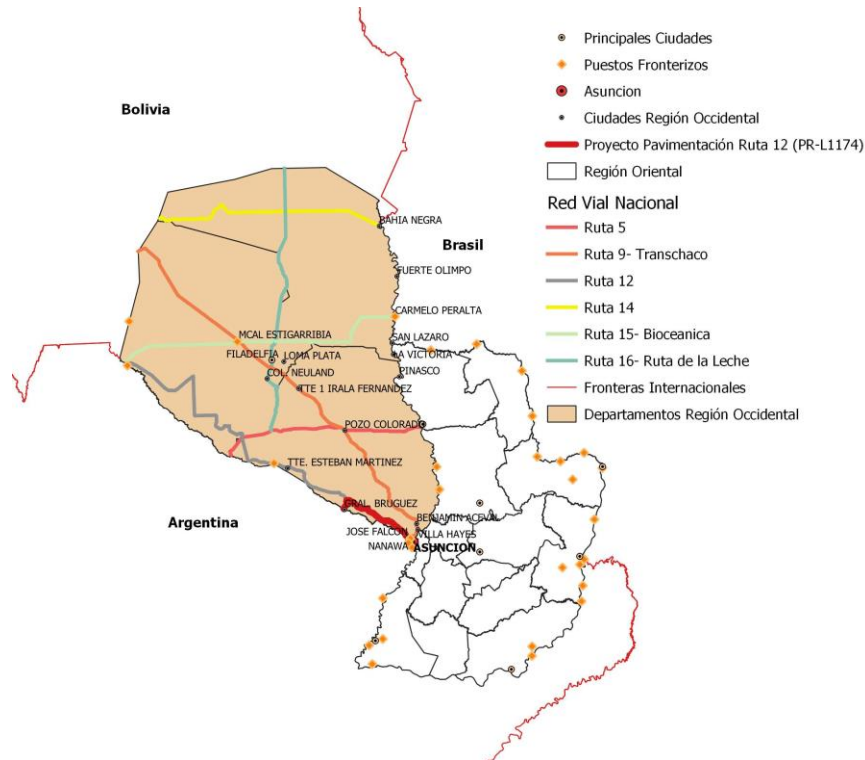 Principales Ciudades
Puestos Fronterizos
Asuncion
Ciudades Región Occidental
Proyecto Pavimentación Ruta 12 (PR-L1174)
Región Oriental
Red Vial Nacional
Ruta 5
Ruta 9- Transchaco
Ruta 12
Ruta 14
Ruta 15- Bioceanica
Ruta 16- Ruta de la Leche
Fronteras Internacionales
Departamentos Región Occidental
Bolivia
BAHIA NEGRA
Brasil
FUERTE OLIMPO
CARMELO PERALTA
MCAL ESTIGARRIBIA
SAN LAZARO
FILADELFIA
LOMA PLATA
LA VICTORIA
COL. NEULAND
PINASCO
TTE 1 IRALA FERNANDEZ
POZO COLORADO
TTE. ESTEBAN MARTINEZ
GRAL. BRUGUEZ
Argentina
BENJAMIN ACEVAL
JOSE FALCON
VILLA HAYES
NANAWA
ASUNCION